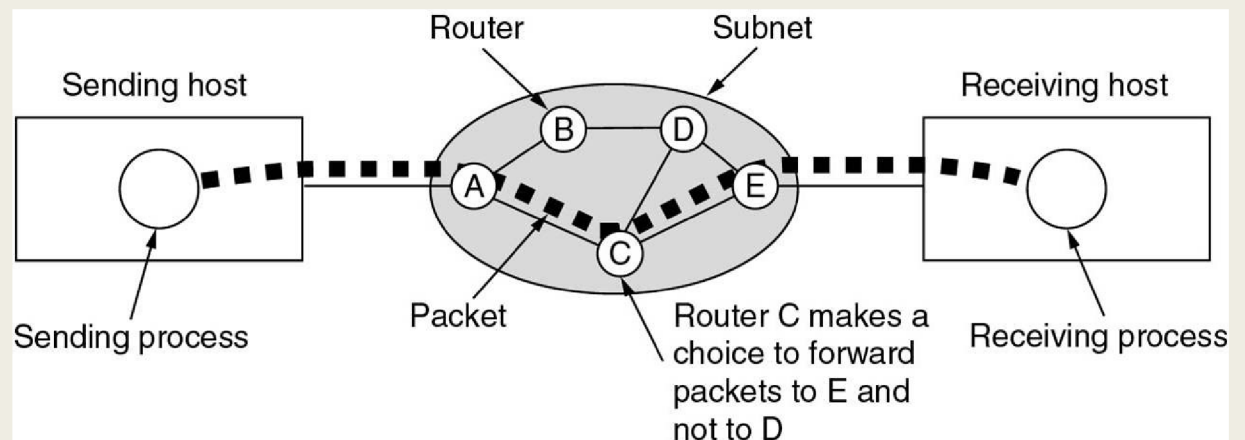 Router
Subnet
Sending host
Receiving host
B
D
A
E
C
Packet
Router C makes a
choice to forward
packets to E and
not to D
Sending process
Receiving process